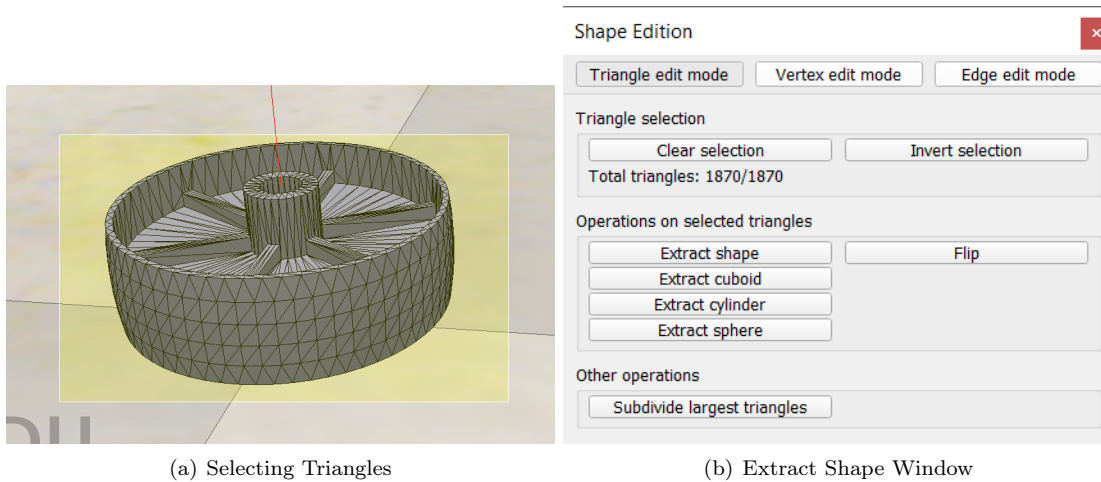 Shape Edition
×
Triangle edit mode Vertex edit mode Edge edit mode
Triangle selection
Clear selection Invert selection
Total triangles: 1870/1870
Operations on selected triangles
Extract shape Flip
Extract cuboid
Extract cylinder
Extract sphere
Other operations
Subdivide largest triangles
(a) Selecting Triangles
(b) Extract Shape Window